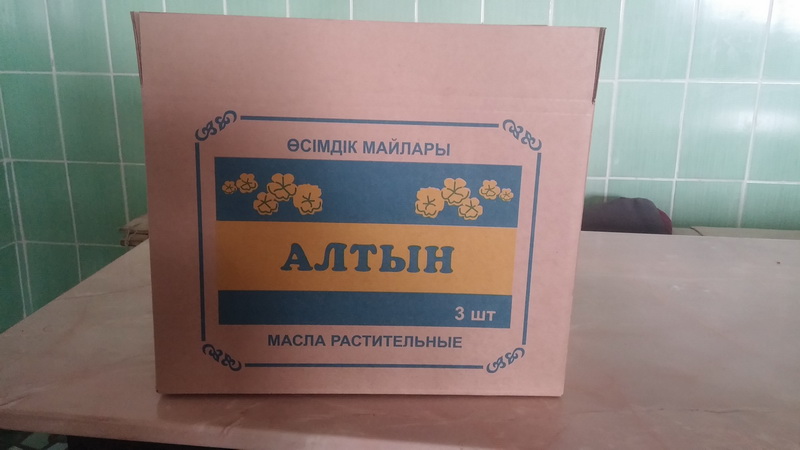 ӨСІМДІК МАЙЛАРЫ
АЛТЫН
3 шт
МАСЛА РАСТИТЕЛЬНЫЕ